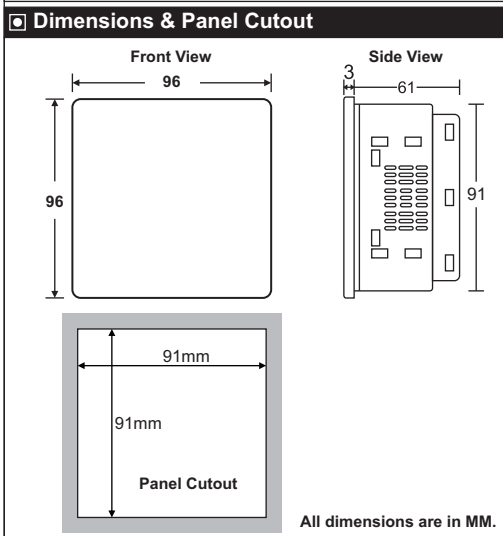 Dimensions & Panel Cutout
Front View
Side View
96
3
61
96
91
91mm
91mm
Panel Cutout
All dimensions are in MM.